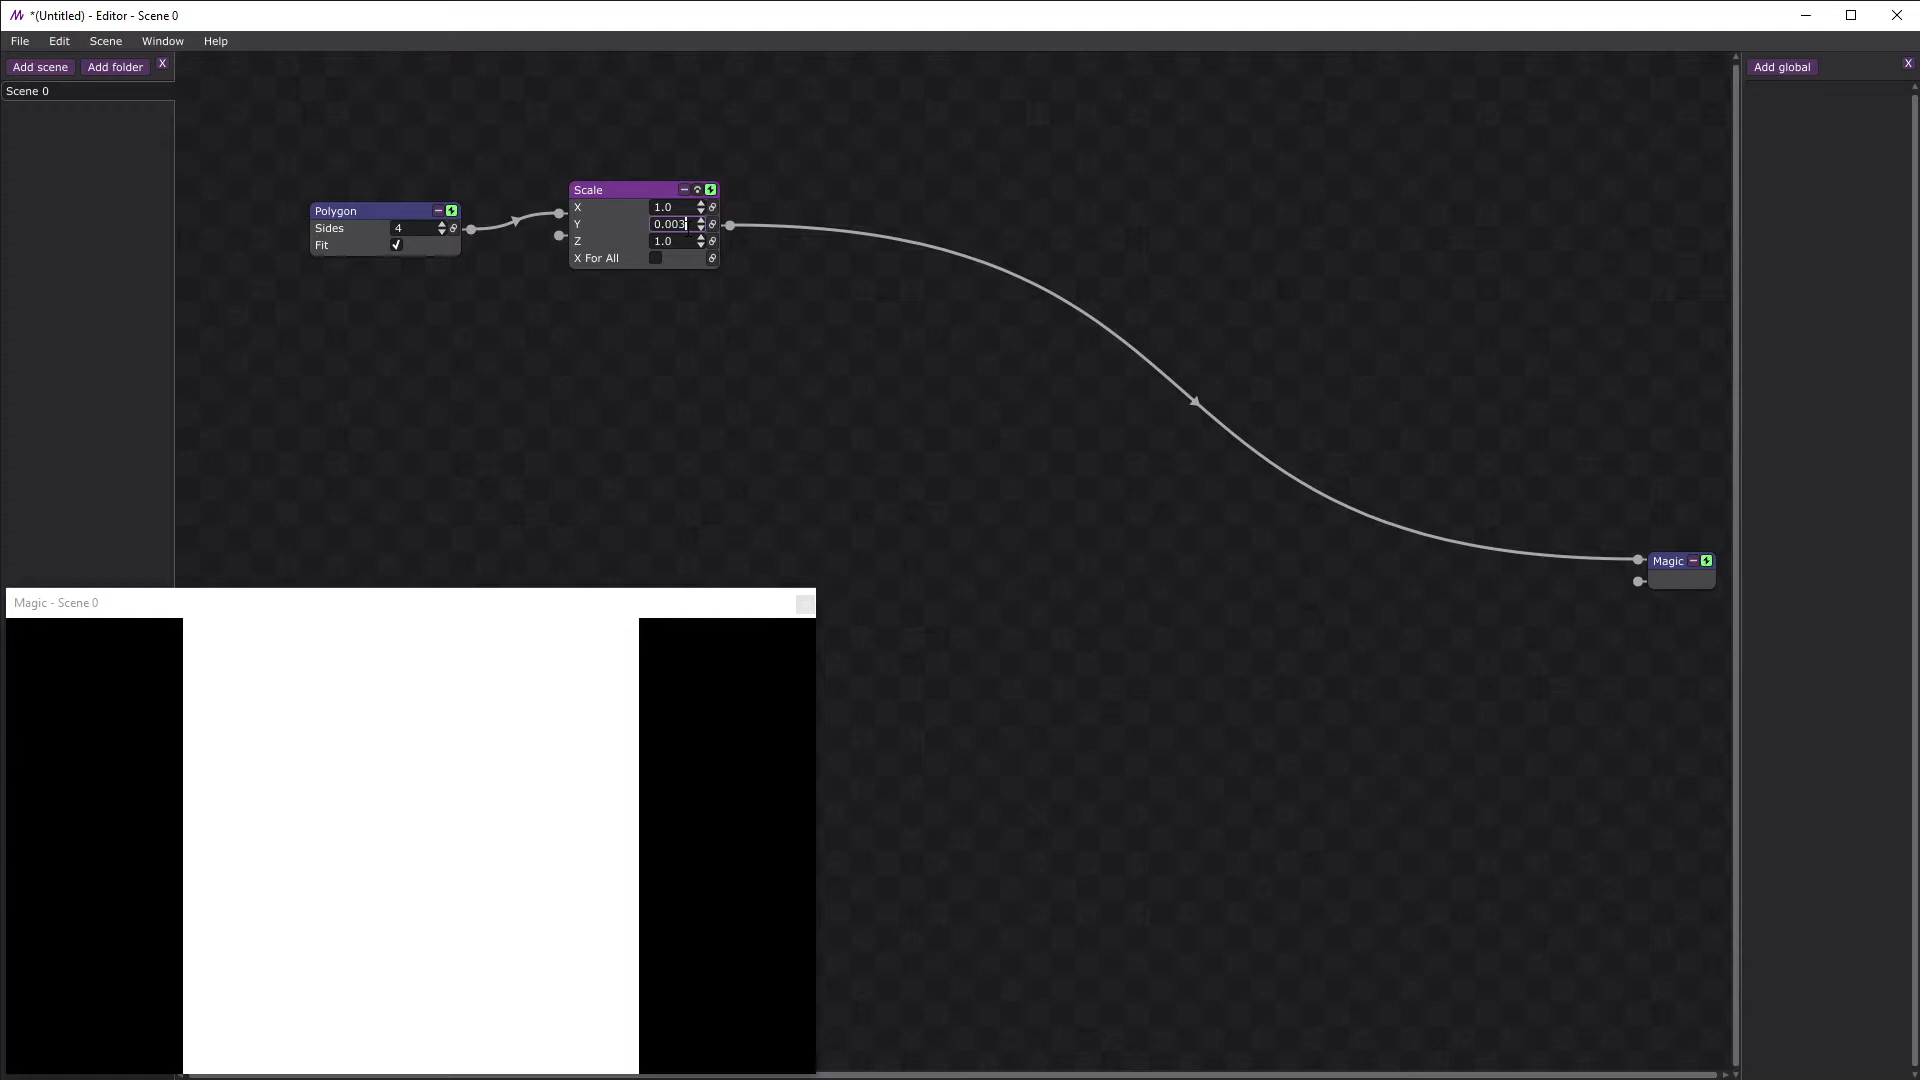 *(Untitled) - Editor - Scene 0
File Edit Scene Window Help
Add scene Add folder X
Add global X
Scene 0
Scale
X 1.0
Y 0.003
Z 1.0
X For All
Polygon
Sides 4
Fit
Magic
Magic - Scene 0